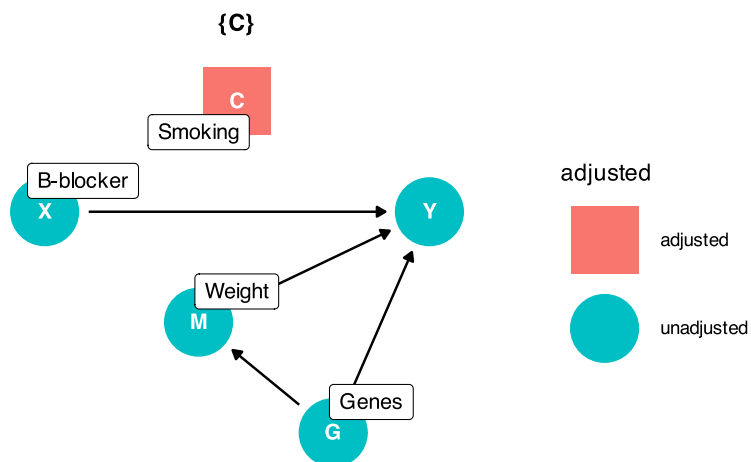 {C}
C
Smoking
B-blocker
X
Y
Weight
M
Genes
G
adjusted
adjusted
unadjusted